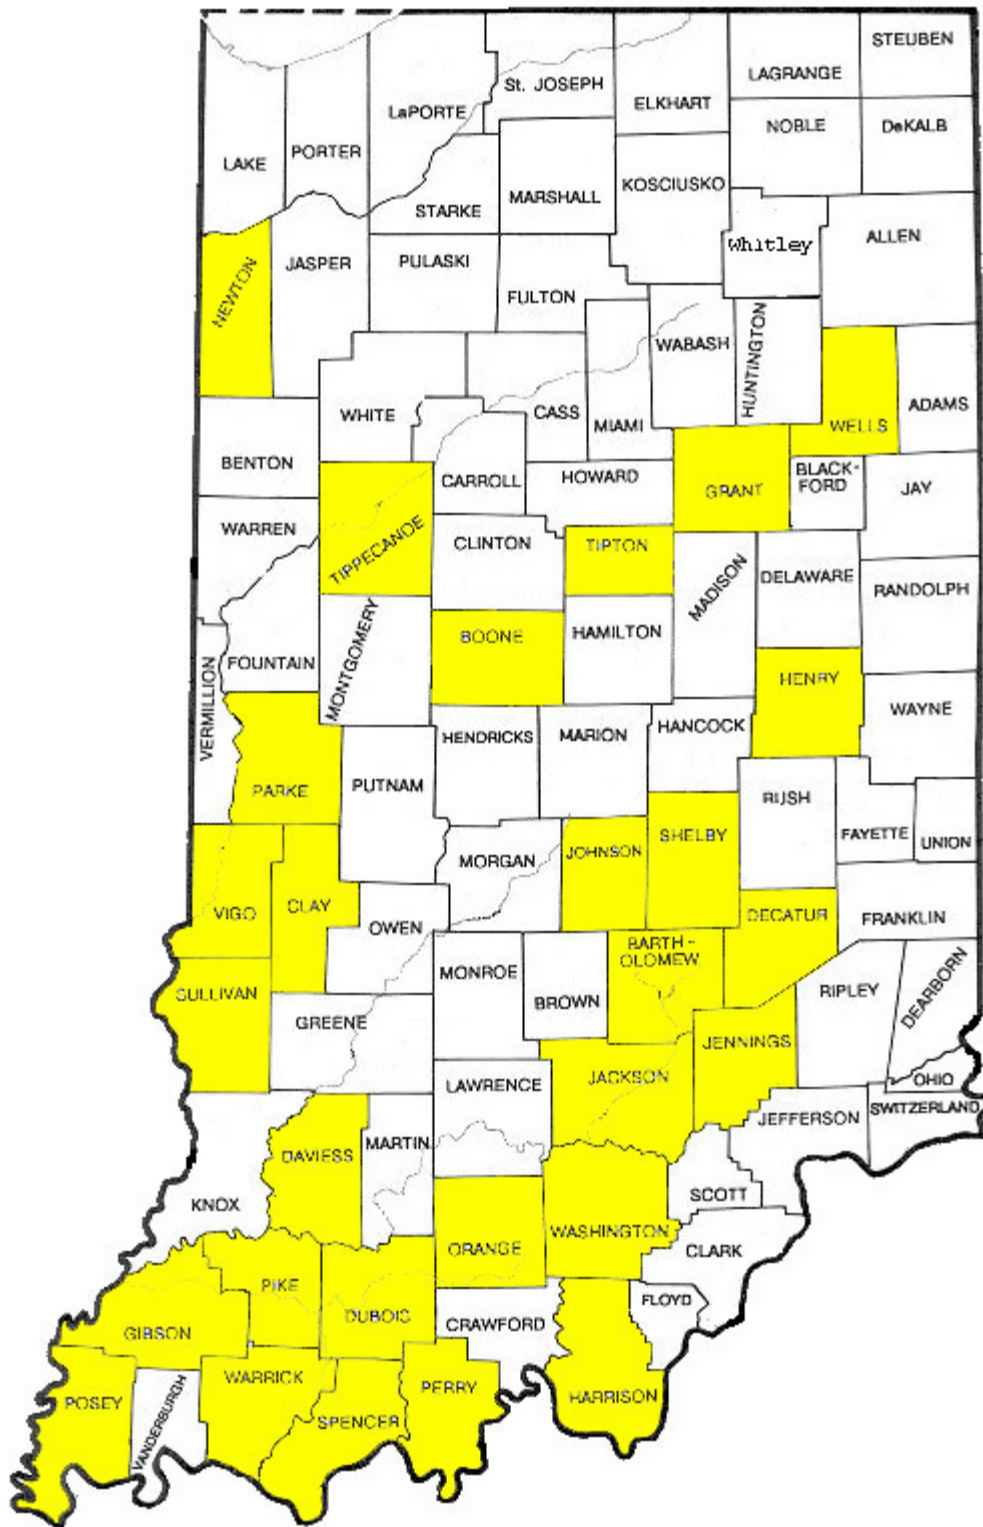 STEUBEN
LAGRANGE
St. JOSEPH
ELKHART
LaPORTE
NOBLE
DeKALB
PORTER
LAKE
KOSCIUSKO
MARSHALL
STARKE
ALLEN
Whitley
JASPER
PULASKI
NEWTON
FULTON
WABASH
HUNTINGTON
ADAMS
WHITE
CASS
MIAMI
WELLS
BENTON
CARROLL
HOWARD
GRANT
BLACK-
FORD
JAY
WARREN
TIPPECANOE
CLINTON
TIPTON
MADISON
DELAWARE
RANDOLPH
MONTGOMERY
BOONE
HAMILTON
FOUNTAIN
VERMILLION
HENRY
WAYNE
HENDRICKS
MARION
HANCOCK
PARKE
PUTNAM
RUSH
FAYETTE
UNION
MORGAN
JOHNSON
SHELBY
VIGO
CLAY
OWEN
DECATUR
FRANKLIN
BARTH-
OLOMEW
MONROE
BROWN
SULLIVAN
GREENE
RIPLEY
DEARBORN
JENNINGS
LAWRENCE
JACKSON
OHIO
SWITZERLAND
JEFFERSON
DAVIESS
MARTIN
KNOX
SCOTT
WASHINGTON
ORANGE
CLARK
PIKE
DUBOIS
FLOYD
CRAWFORD
GIBSON
WARRICK
PERRY
HARRISON
POSEY
VANDERBURGH
SPENCER